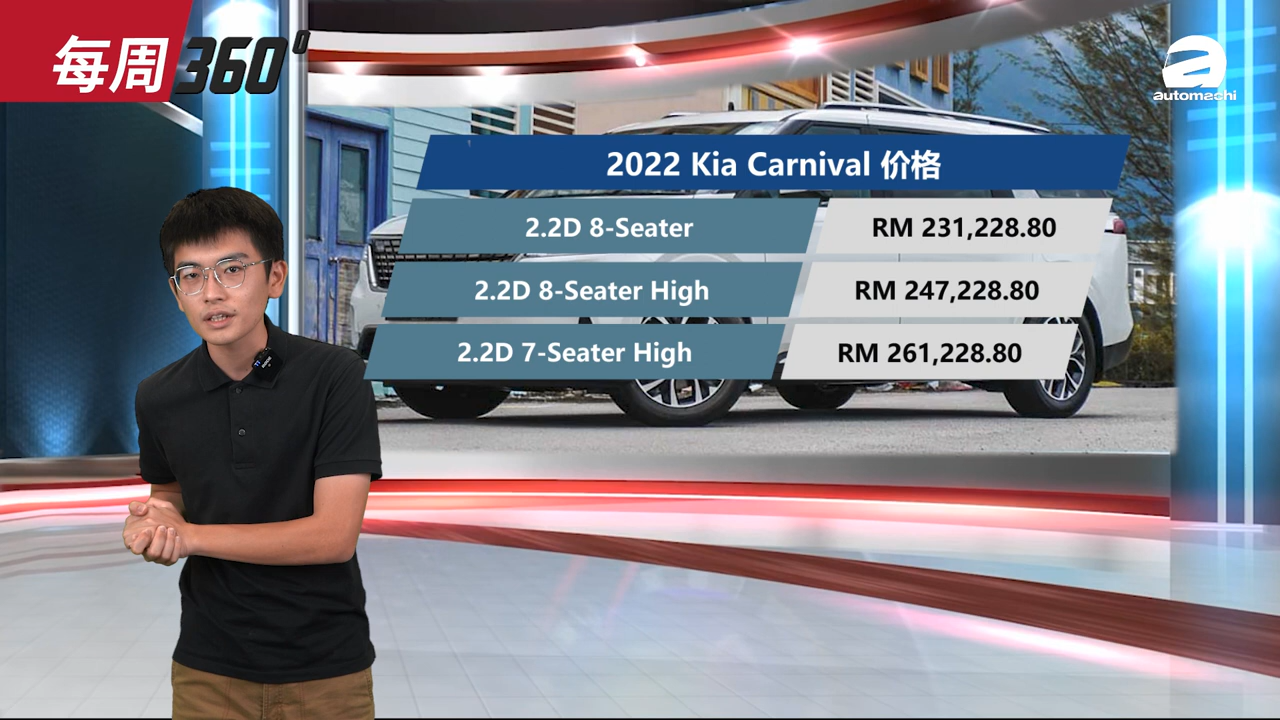 每周360°
automachi
2022 Kia Carnival 价格
2.2D 8-Seater RM 231,228.80
2.2D 8-Seater High RM 247,228.80
2.2D 7-Seater High RM 261,228.80